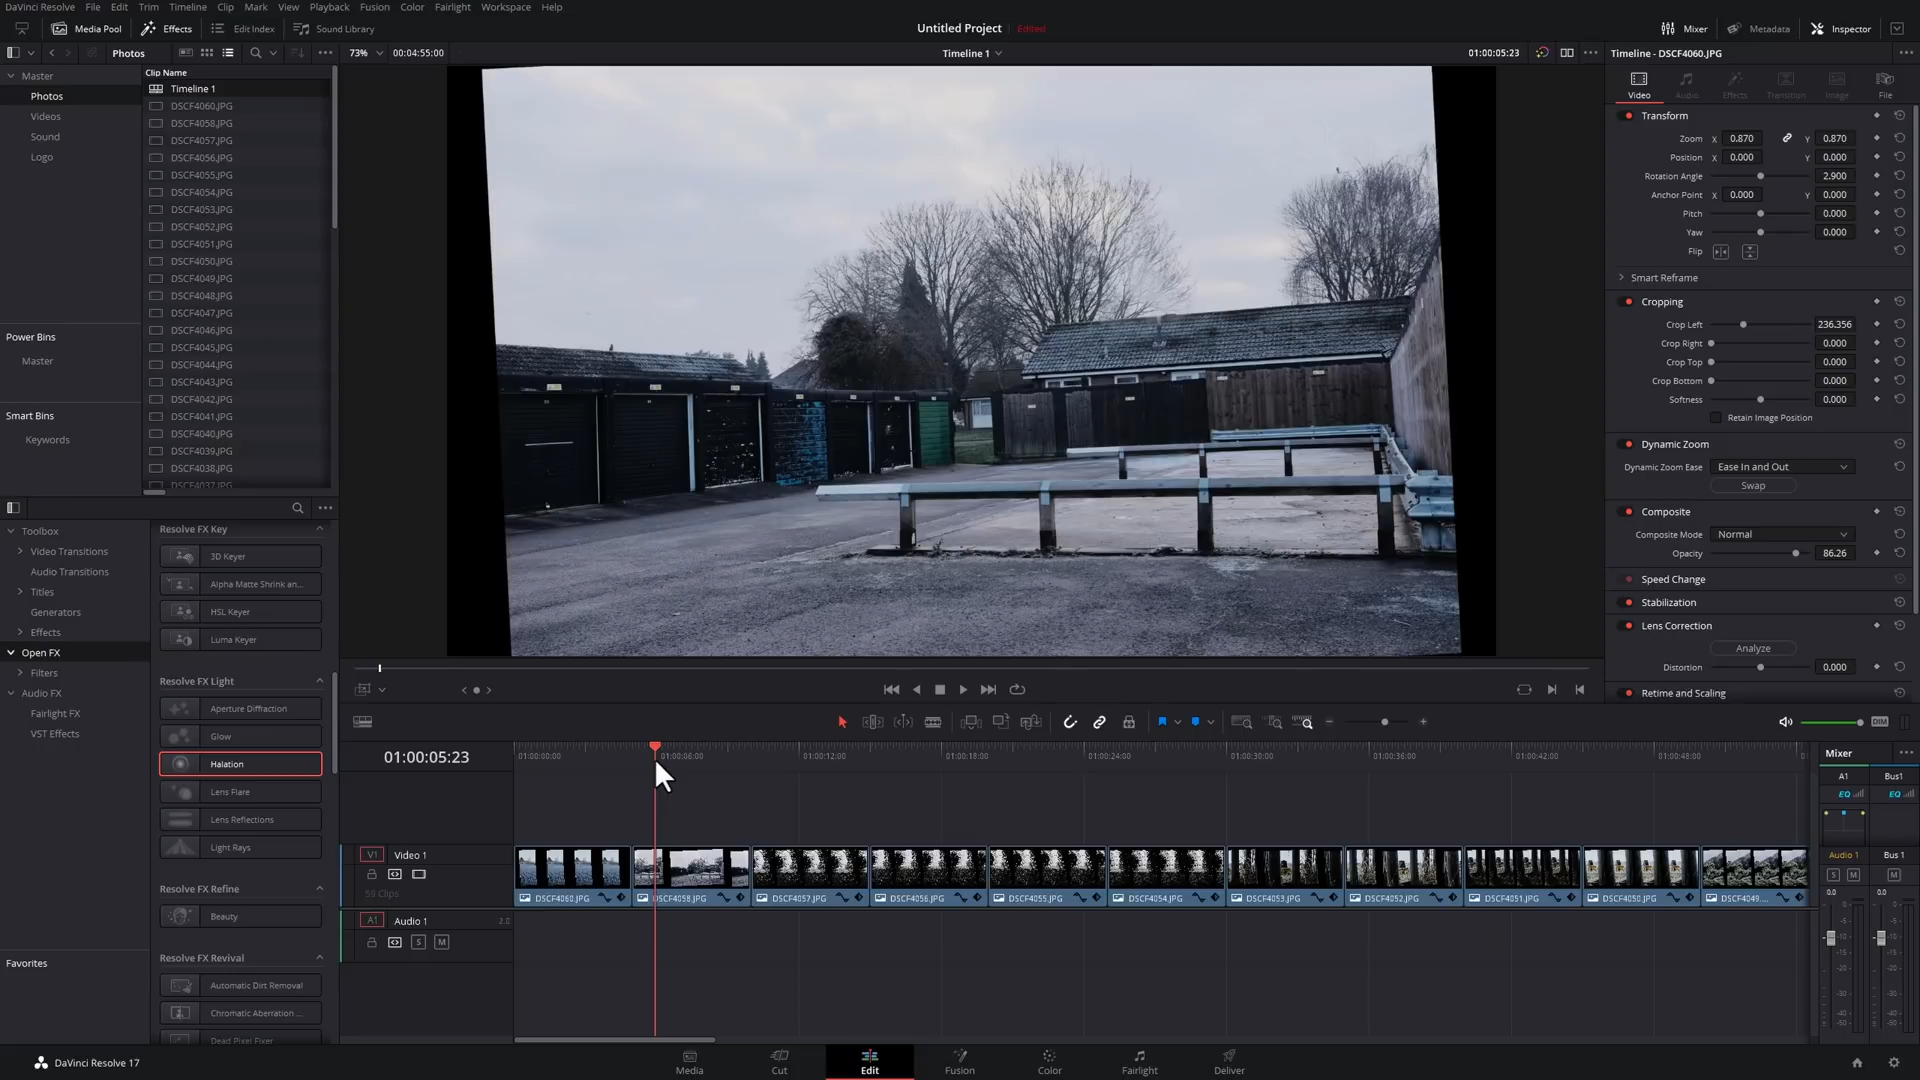 DaVinci Resolve File Edit Trim Timeline Clip Mark View Playback Fusion Color Fairlight Workspace Help
Media Pool Effects Edit Index Sound Library Untitled Project Edited Mixer Metadata Inspector
Photos 73% 00:04:55:00 Timeline 1 01:00:05:23 Timeline - DSCF4060.JPG
Master
Photos
Videos
Sound
Logo
Power Bins
Master
Smart Bins
Keywords
Clip Name
Timeline 1
DSCF4060.JPG
DSCF4058.JPG
DSCF4057.JPG
DSCF4056.JPG
DSCF4055.JPG
DSCF4054.JPG
DSCF4053.JPG
DSCF4052.JPG
DSCF4051.JPG
DSCF4050.JPG
DSCF4049.JPG
DSCF4048.JPG
DSCF4047.JPG
DSCF4046.JPG
DSCF4045.JPG
DSCF4044.JPG
DSCF4043.JPG
DSCF4042.JPG
DSCF4041.JPG
DSCF4040.JPG
DSCF4039.JPG
DSCF4038.JPG
DSCF4037.JPG
Video Audio Effects Transition Image File
Transform
Zoom X 0.870 Y 0.870
Position X 0.000 Y 0.000
Rotation Angle 2.900
Anchor Point X 0.000 Y 0.000
Pitch 0.000
Yaw 0.000
Flip
Smart Reframe
Cropping
Crop Left 236.356
Crop Right 0.000
Crop Top 0.000
Crop Bottom 0.000
Softness 0.000
Retain Image Position
Dynamic Zoom
Dynamic Zoom Ease Ease In and Out
Swap
Composite
Composite Mode Normal
Opacity 86.26
Speed Change
Stabilization
Lens Correction
Analyze
Distortion 0.000
Retime and Scaling
Toolbox
Video Transitions
Audio Transitions
Titles
Generators
Effects
Open FX
Filters
Audio FX
Fairlight FX
VST Effects
Favorites
Resolve FX Key
3D Keyer
Alpha Matte Shrink an...
HSL Keyer
Luma Keyer
Resolve FX Light
Aperture Diffraction
Glow
Halation
Lens Flare
Lens Reflections
Light Rays
Resolve FX Refine
Beauty
Resolve FX Revival
Automatic Dirt Removal
Chromatic Aberration ...
Dead Pixel Fixer
DIM
01:00:05:23 01:00:00:00 01:00:06:00 01:00:12:00 01:00:18:00 01:00:24:00 01:00:30:00 01:00:36:00 01:00:42:00 01:00:48:00
V1 Video 1
59 Clips
DSCF4060.JPG DSCF4058.JPG DSCF4057.JPG DSCF4056.JPG DSCF4055.JPG DSCF4054.JPG DSCF4053.JPG DSCF4052.JPG DSCF4051.JPG DSCF4050.JPG DSCF4049....
A1 Audio 1 2.0
S M
Mixer
A1 Bus1
EQ EQ
Audio 1 Bus 1
S M M
0.0 0.0
DaVinci Resolve 17
Media Cut Edit Fusion Color Fairlight Deliver